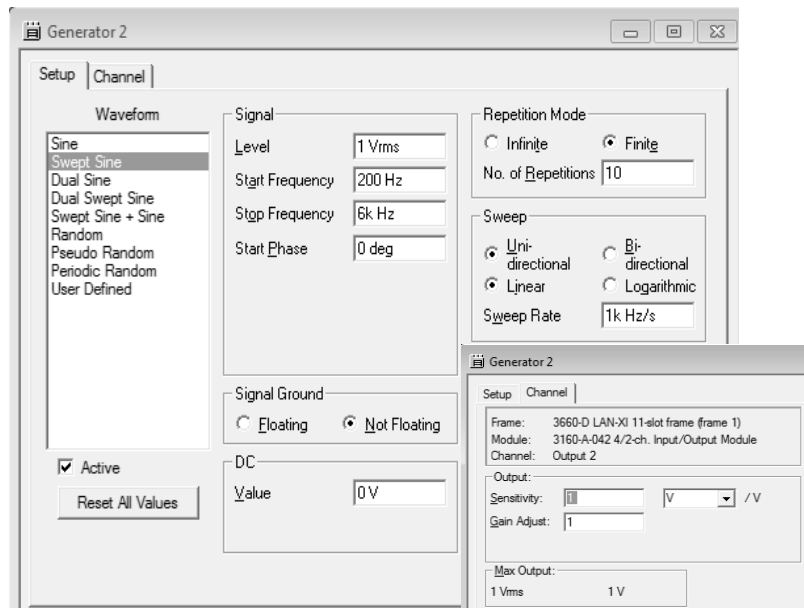 Generator 2
Setup
Channel
Waveform
Sine
Swept Sine
Dual Sine
Dual Swept Sine
Swept Sine + Sine
Random
Pseudo Random
Periodic Random
User Defined
Active
Reset All Values
Signal
Level 1 Vrms
Start Frequency 200 Hz
Stop Frequency 6k Hz
Start Phase 0 deg
Signal Ground
Floating Not Floating
DC
Value 0 V
Repetition Mode
Infinite Finite
No. of Repetitions 10
Sweep
Uni-
directional
Bi-
directional
Linear Logarithmic
Sweep Rate 1k Hz/s
Generator 2
Setup Channel
Frame: 3660-D LAN-XI 11-slot frame (frame 1)
Module: 3160-A-042 4/2-ch. Input/Output Module
Channel: Output 2
Output:
Sensitivity: 1 V / V
Gain Adjust: 1
Max Output:
1 Vrms 1 V